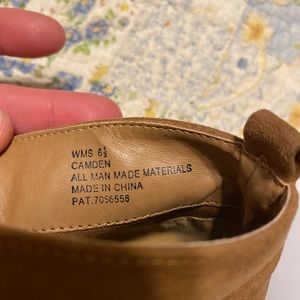 WMS 6½
CAMDEN
ALL MAN MADE MATERIALS
MADE IN CHINA
PAT.7056558